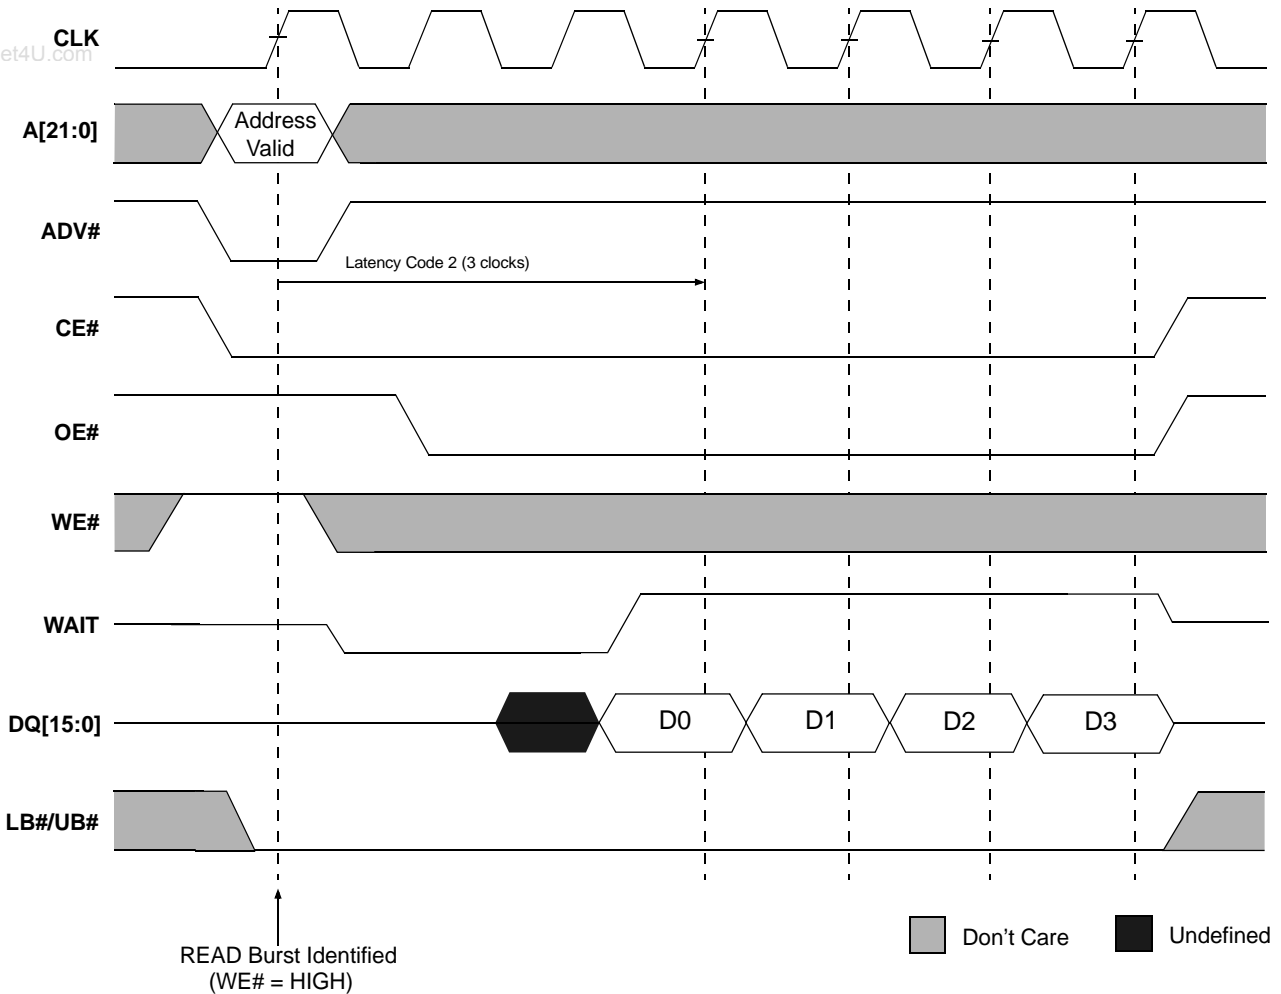 CLK
et4U.com
A[21:0]
Address
Valid
ADV#
Latency Code 2 (3 clocks)
CE#
OE#
WE#
WAIT
DQ[15:0]
D0
D1
D2
D3
LB#/UB#
READ Burst Identified
(WE# = HIGH)
Don't Care
Undefined